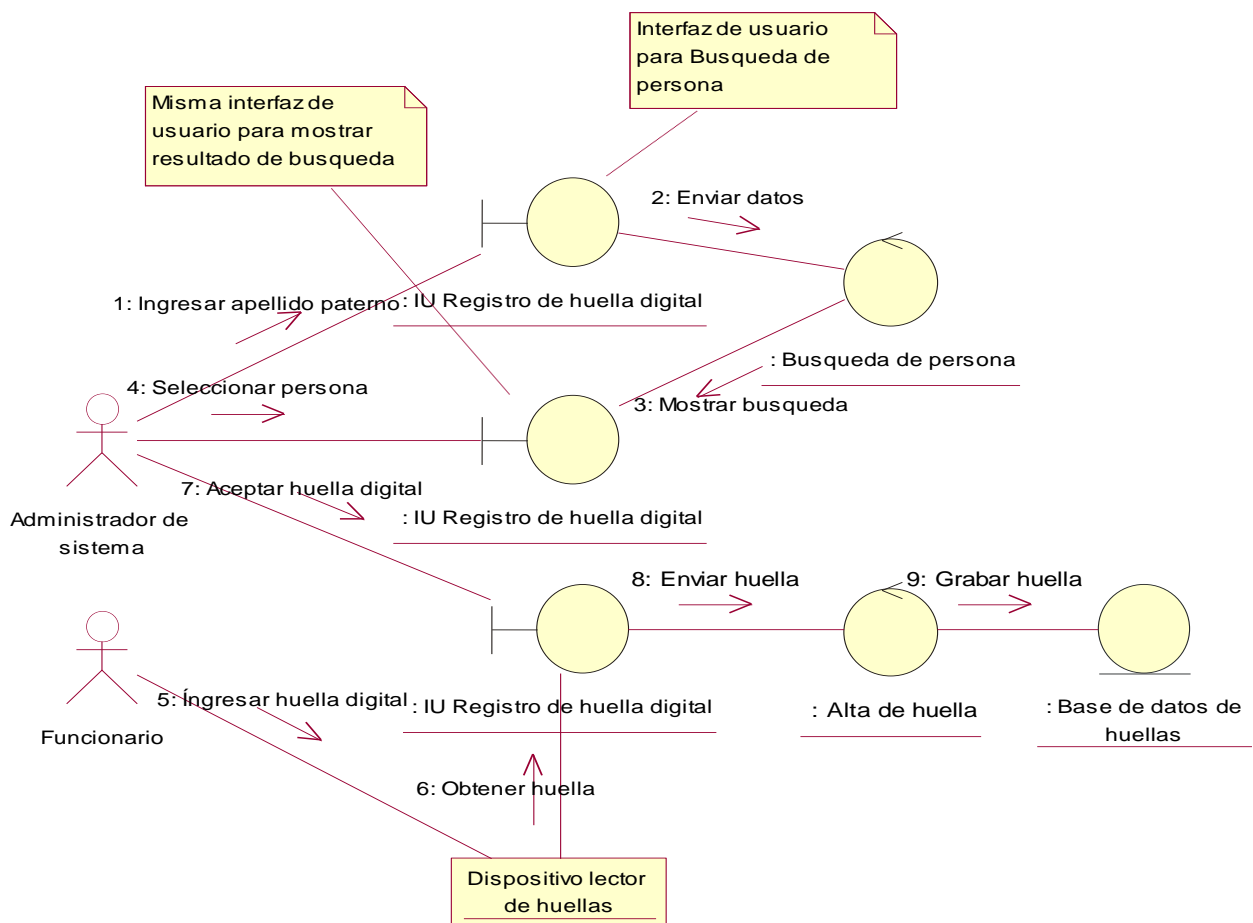 Interfaz de usuario
para Busqueda de
persona
Misma interfaz de
usuario para mostrar
resultado de busqueda
2: Enviar datos
1: Ingresar apellido paterno
: IU Registro de huella digital
: Busqueda de persona
4: Seleccionar persona
3: Mostrar busqueda
7: Aceptar huella digital
: IU Registro de huella digital
Administrador de
sistema
8: Enviar huella
9: Grabar huella
5: Íngresar huella digital
: IU Registro de huella digital
: Alta de huella
: Base de datos de
huellas
Funcionario
6: Obtener huella
Dispositivo lector
de huellas